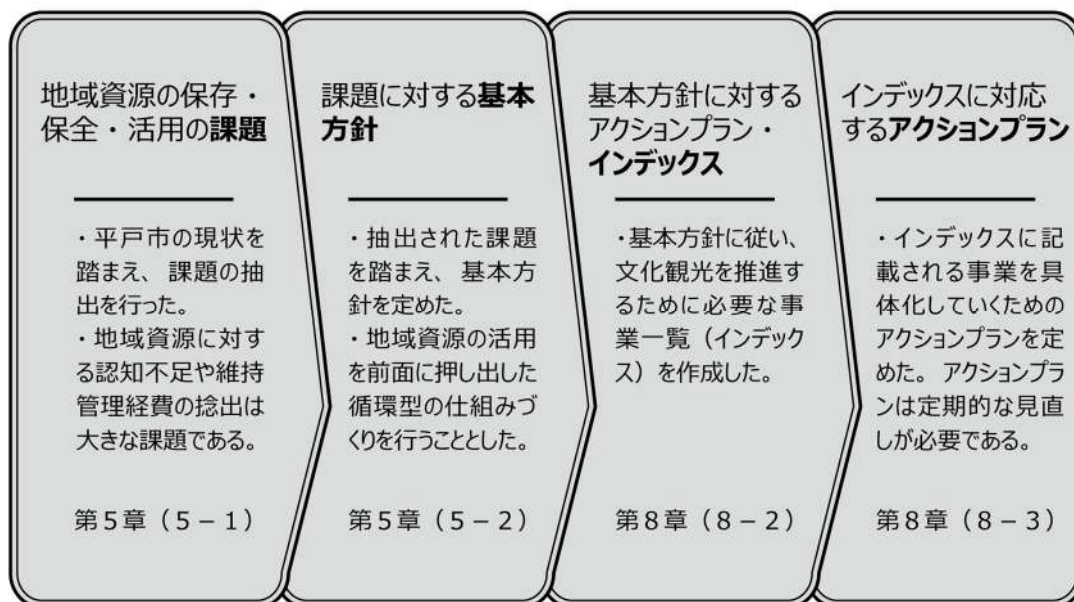 地域資源の保存・
保全・活用の課題
・平戸市の現状を
踏まえ、課題の抽
出を行った。
・地域資源に対す
る認知不足や維持
管理経費の捻出は
大きな課題である。
第5章（5－1）
課題に対する基本
方針
・抽出された課題
を踏まえ、基本方
針を定めた。
・地域資源の活用
を前面に押し出した
循環型の仕組みづ
くりを行うこととした。
第5章（5－2）
基本方針に対する
アクションプラン・
インデックス
・基本方針に従い、
文化観光を推進す
るために必要な事
業一覧（インデック
ス）を作成した。
第8章（8－2）
インデックスに対応
するアクションプラン
・インデックスに記
載される事業を具
体化していくための
アクションプランを定
めた。アクションプラ
ンは定期的な見直
しが必要である。
第8章（8－3）